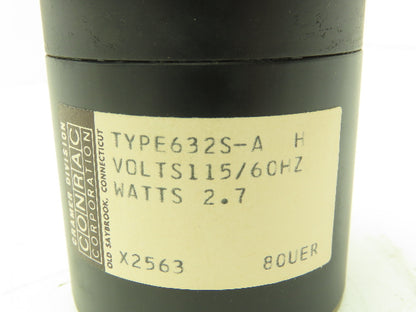 CRAMER DIVISION
CONRAC
CORPORATION
OLD SAYBROOK, CONNECTICUT
TYPE632S-A H
VOLTS115/60HZ
WATTS 2.7
X2563 80UER